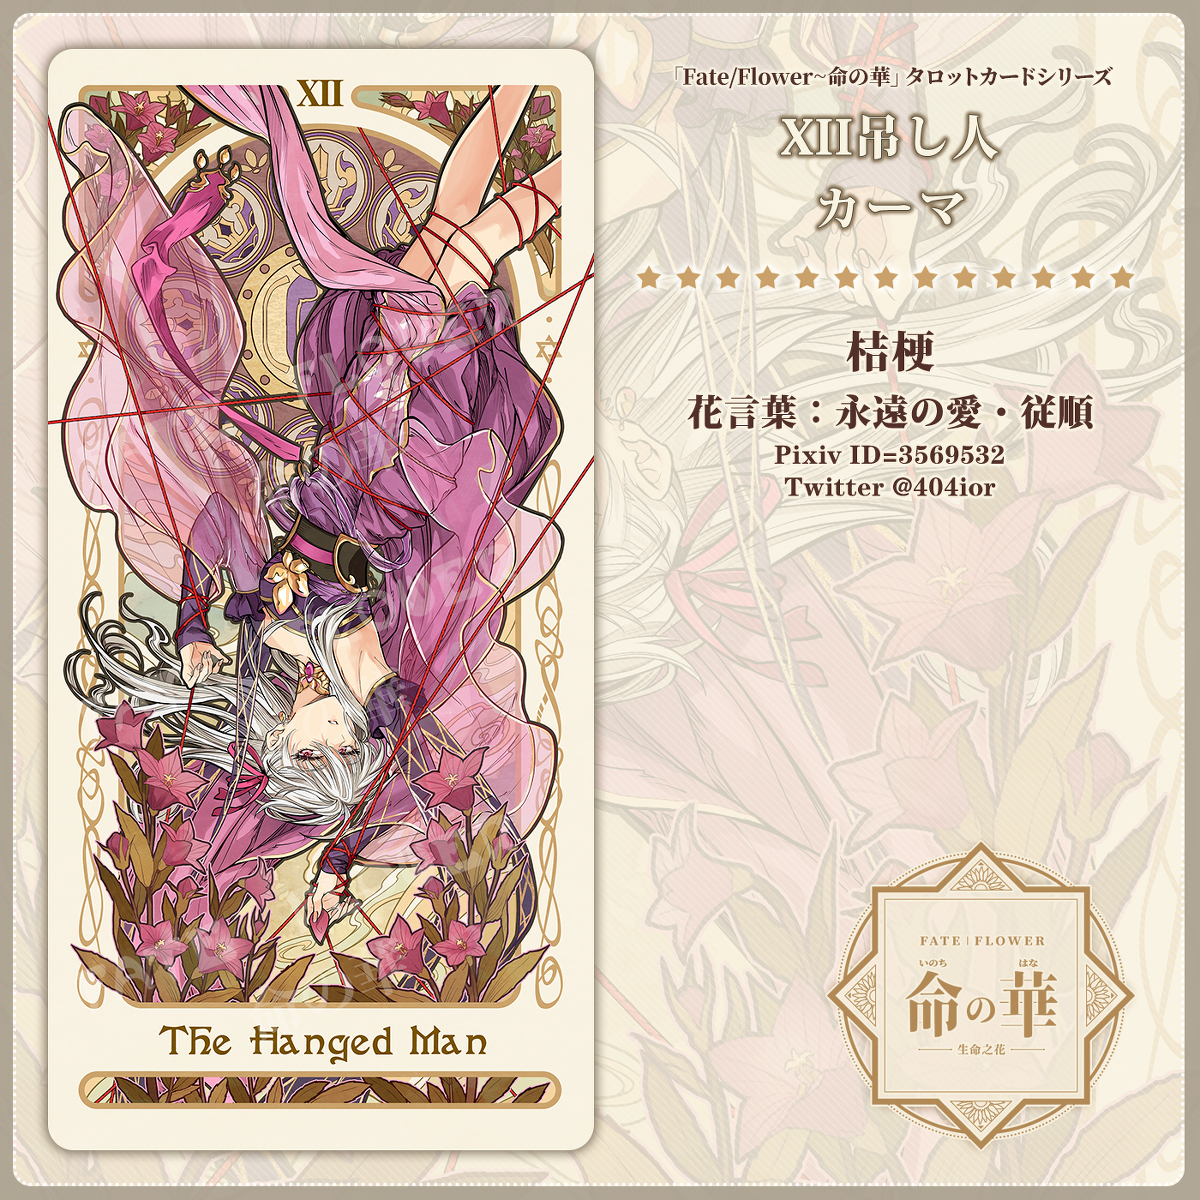 XII
The Hanged Man
「Fate/Flower~命の華」タロットカードシリーズ
XII吊し人
カーマ
桔梗
花言葉：永遠の愛・従順
Pixiv ID=3569532
Twitter @404ior
FATE | FLOWER
いのち はな
命の華
生命之花